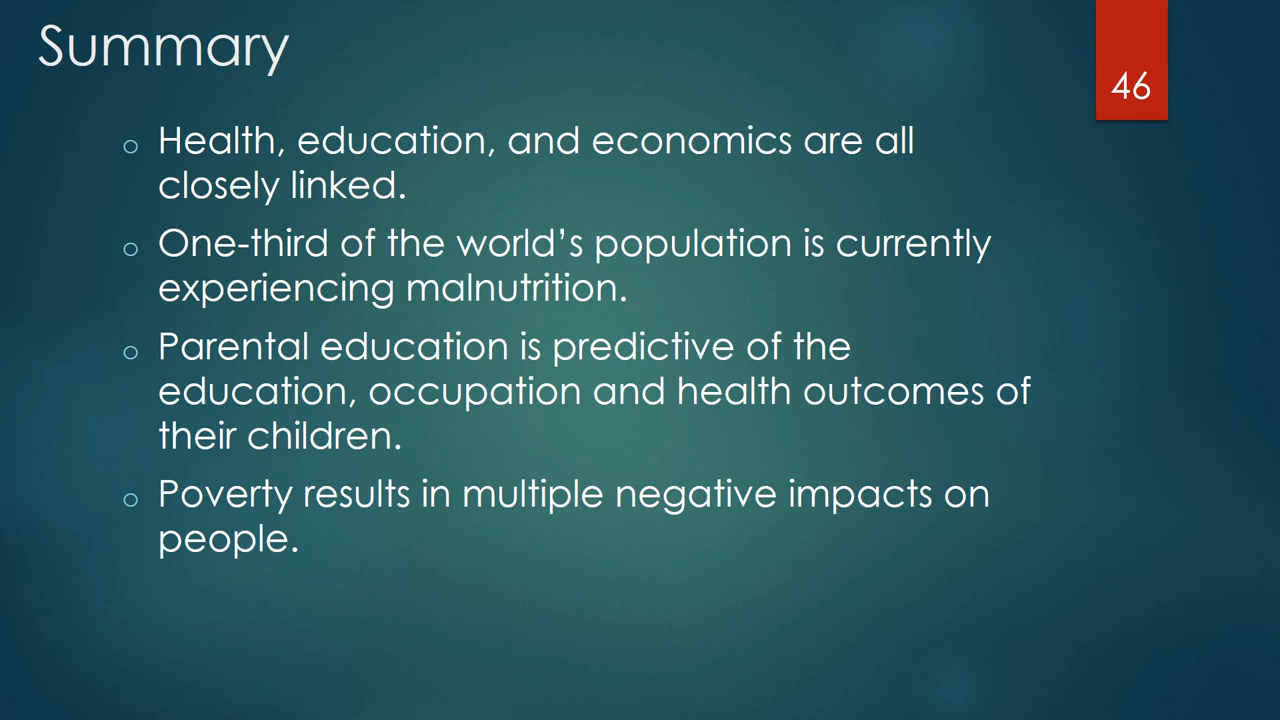 Summary
46
o Health, education, and economics are all
closely linked.
o One-third of the world’s population is currently
experiencing malnutrition.
o Parental education is predictive of the
education, occupation and health outcomes of
their children.
o Poverty results in multiple negative impacts on
people.